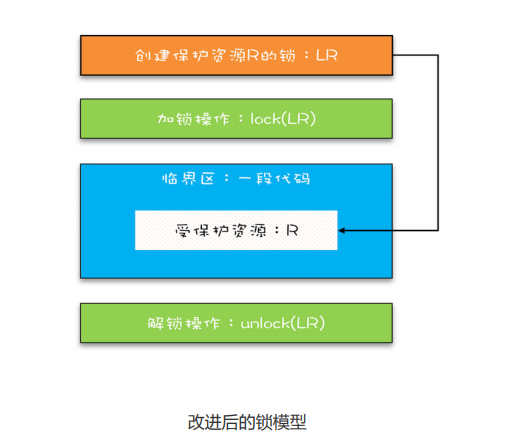 创建保护资源R的锁：LR
加锁操作：lock(LR)
临界区：一段代码
受保护资源：R
解锁操作：unlock(LR)
改进后的锁模型